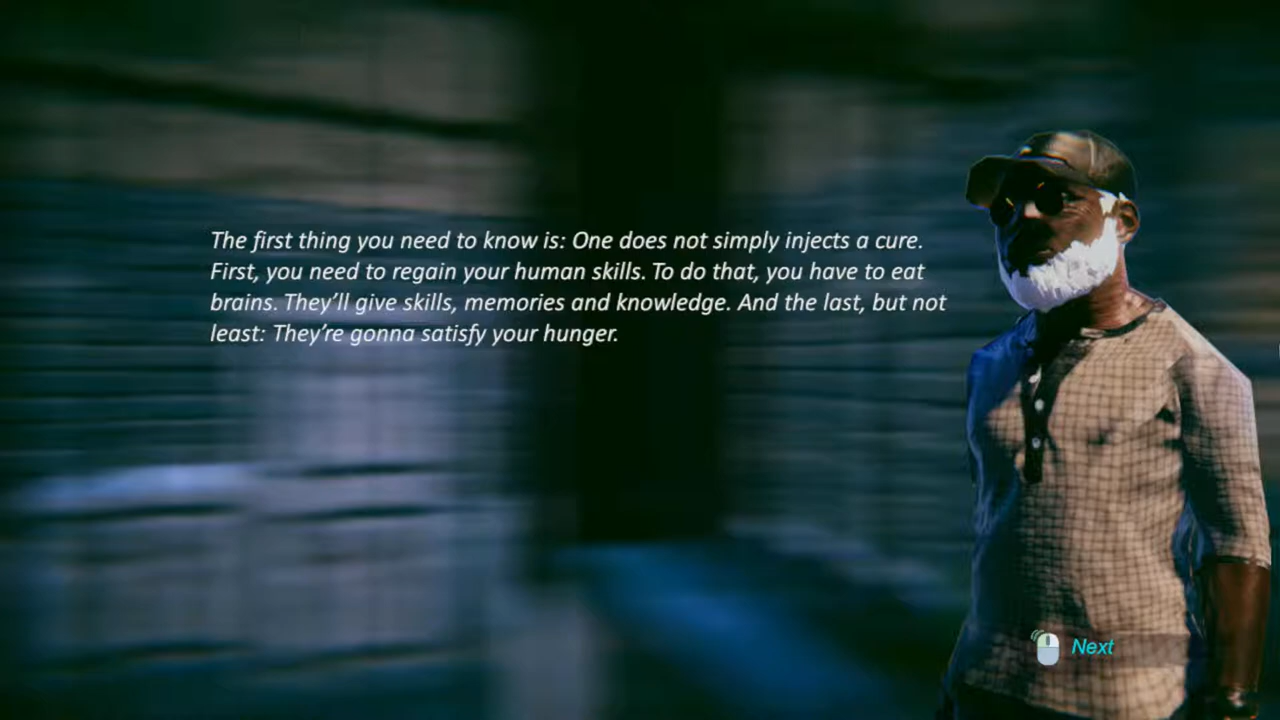 The first thing you need to know is: One does not simply injects a cure.
First, you need to regain your human skills. To do that, you have to eat
brains. They’ll give skills, memories and knowledge. And the last, but not
least: They’re gonna satisfy your hunger.
Next